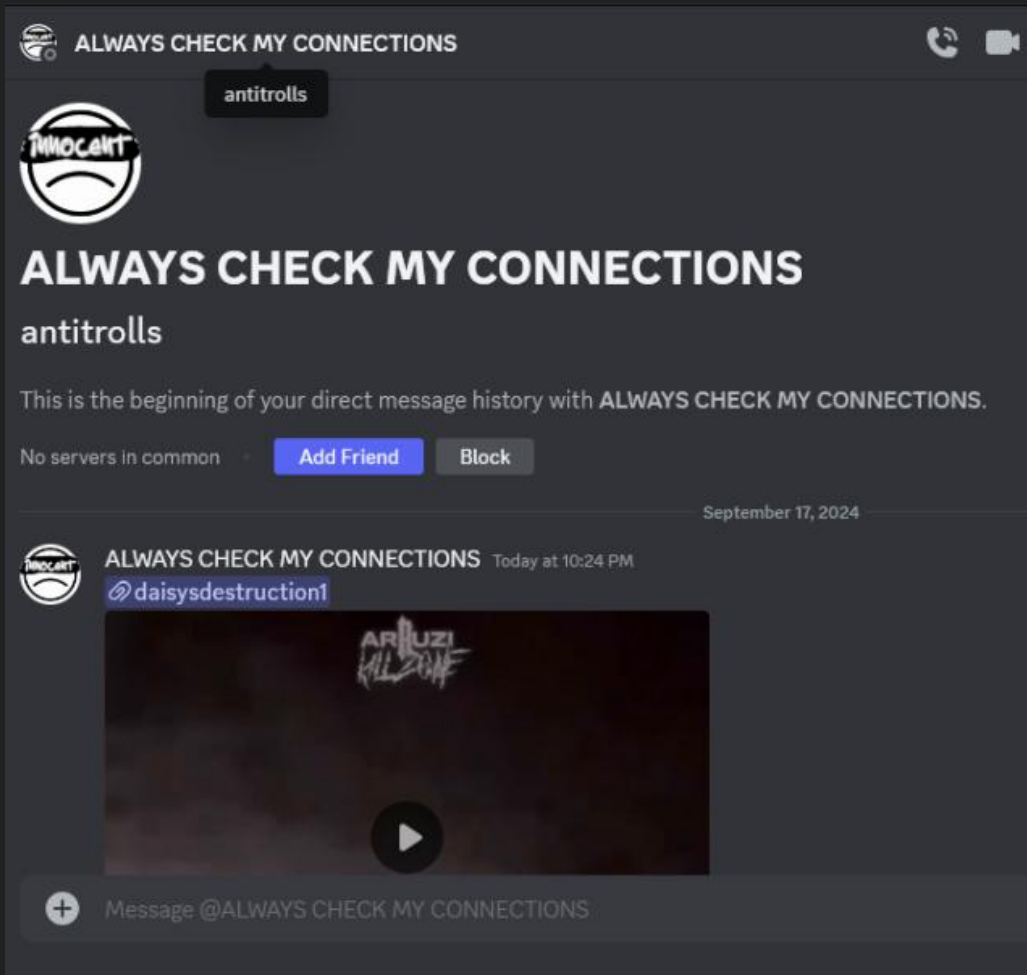 ALWAYS CHECK MY CONNECTIONS
antitrolls
innocent
ALWAYS CHECK MY CONNECTIONS
antitrolls
This is the beginning of your direct message history with ALWAYS CHECK MY CONNECTIONS.
No servers in common Add Friend Block
September 17, 2024
ALWAYS CHECK MY CONNECTIONS Today at 10:24 PM
daisysdestruction1
KILLZONE
Message @ALWAYS CHECK MY CONNECTIONS